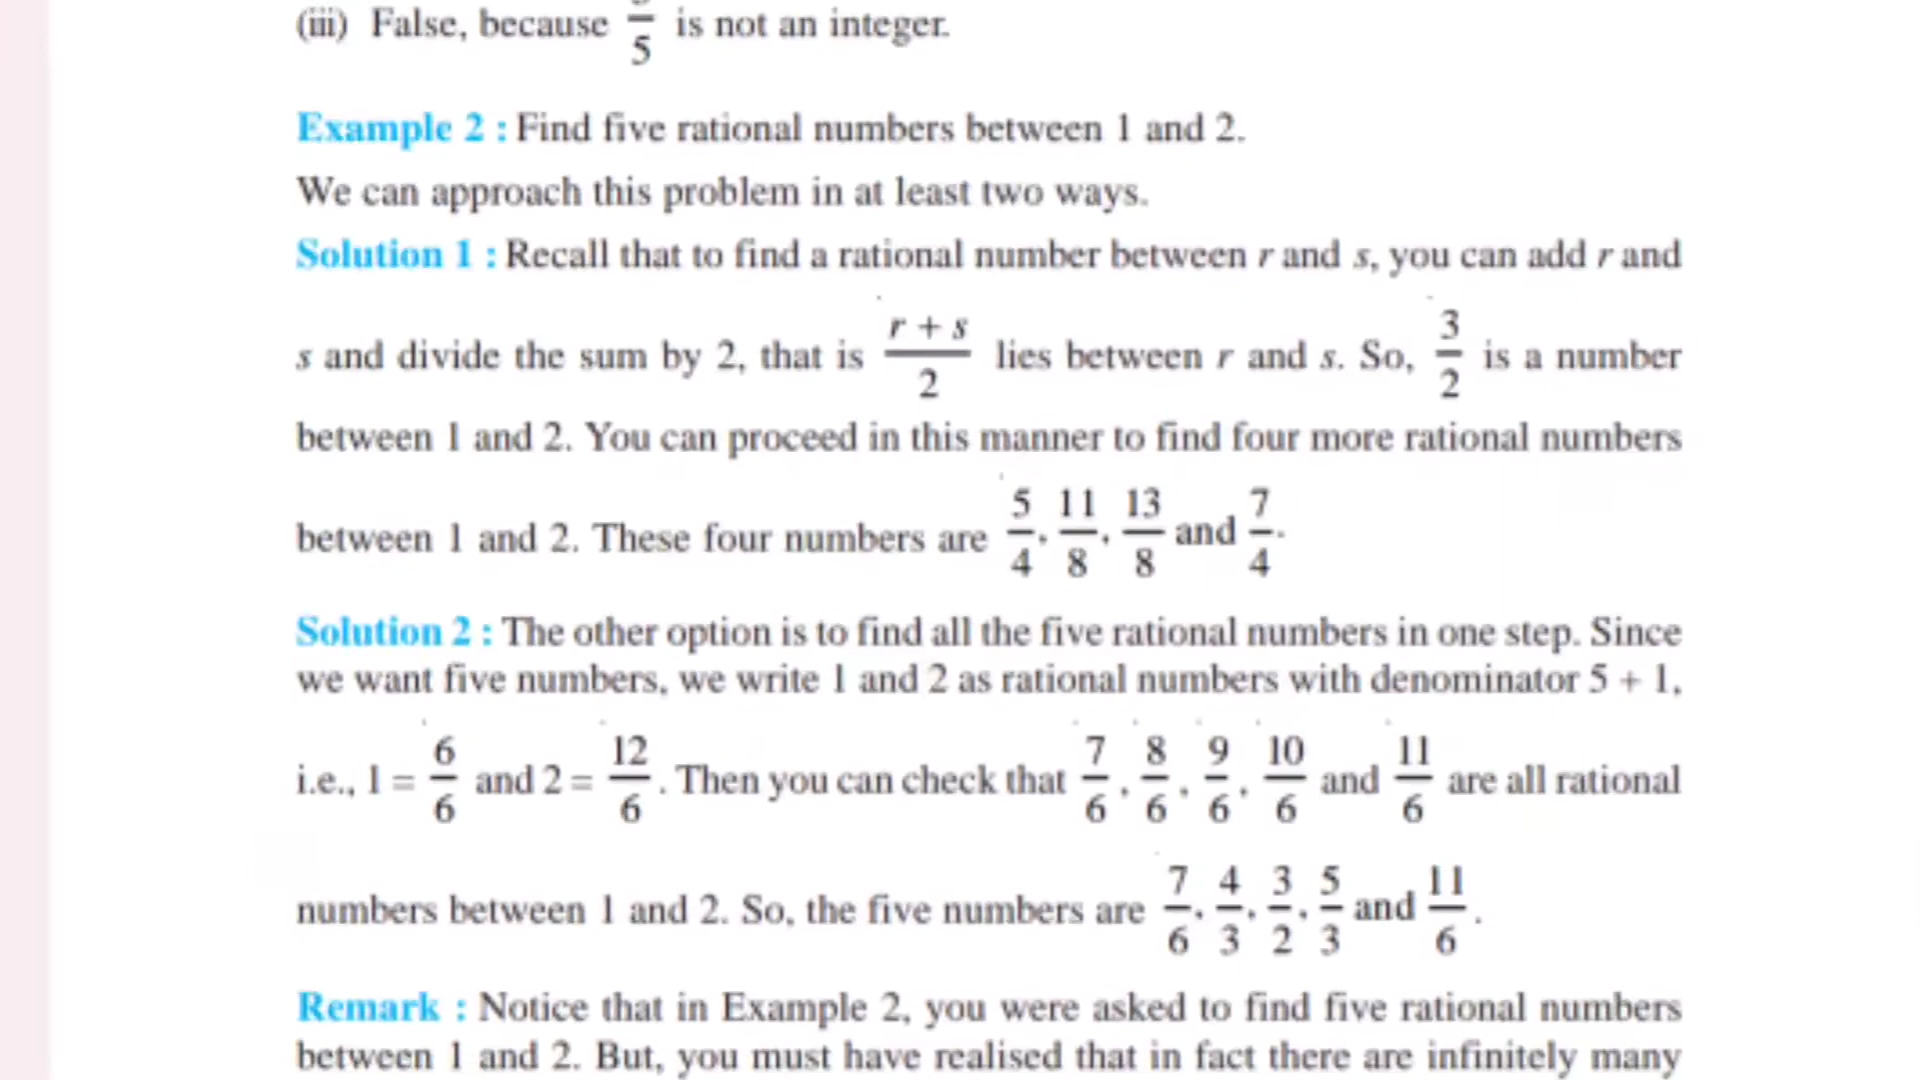 (iii) False, because /5 is not an integer.
Example 2 : Find five rational numbers between 1 and 2.
We can approach this problem in at least two ways.
Solution 1 : Recall that to find a rational number between r and s, you can add r and
s and divide the sum by 2, that is (r + s)/2 lies between r and s. So, 3/2 is a number
between 1 and 2. You can proceed in this manner to find four more rational numbers
between 1 and 2. These four numbers are 5/4, 11/8, 13/8 and 7/4.
Solution 2 : The other option is to find all the five rational numbers in one step. Since
we want five numbers, we write 1 and 2 as rational numbers with denominator 5 + 1,
i.e., 1 = 6/6 and 2 = 12/6. Then you can check that 7/6, 8/6, 9/6, 10/6 and 11/6 are all rational
numbers between 1 and 2. So, the five numbers are 7/6, 4/3, 3/2, 5/3 and 11/6.
Remark : Notice that in Example 2, you were asked to find five rational numbers
between 1 and 2. But, you must have realised that in fact there are infinitely many